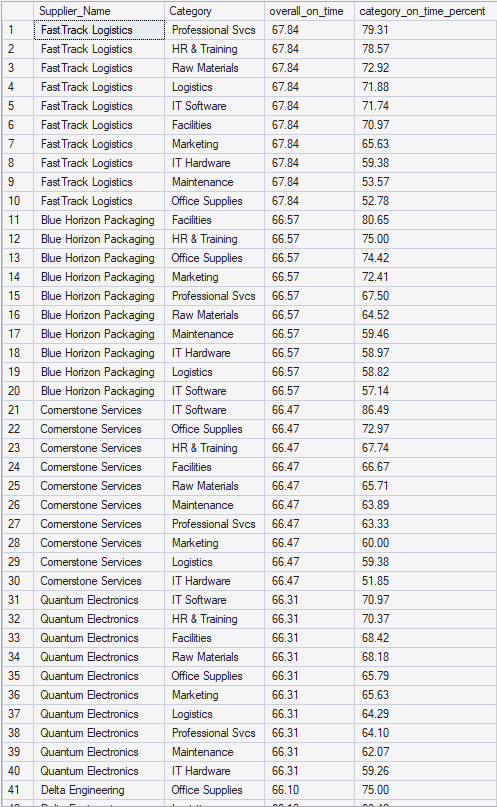 Supplier_Name Category overall_on_time category_on_time_percent
1 FastTrack Logistics Professional Svcs 67.84 79.31
2 FastTrack Logistics HR & Training 67.84 78.57
3 FastTrack Logistics Raw Materials 67.84 72.92
4 FastTrack Logistics Logistics 67.84 71.88
5 FastTrack Logistics IT Software 67.84 71.74
6 FastTrack Logistics Facilities 67.84 70.97
7 FastTrack Logistics Marketing 67.84 65.63
8 FastTrack Logistics IT Hardware 67.84 59.38
9 FastTrack Logistics Maintenance 67.84 53.57
10 FastTrack Logistics Office Supplies 67.84 52.78
11 Blue Horizon Packaging Facilities 66.57 80.65
12 Blue Horizon Packaging HR & Training 66.57 75.00
13 Blue Horizon Packaging Office Supplies 66.57 74.42
14 Blue Horizon Packaging Marketing 66.57 72.41
15 Blue Horizon Packaging Professional Svcs 66.57 67.50
16 Blue Horizon Packaging Raw Materials 66.57 64.52
17 Blue Horizon Packaging Maintenance 66.57 59.46
18 Blue Horizon Packaging IT Hardware 66.57 58.97
19 Blue Horizon Packaging Logistics 66.57 58.82
20 Blue Horizon Packaging IT Software 66.57 57.14
21 Cornerstone Services IT Software 66.47 86.49
22 Cornerstone Services Office Supplies 66.47 72.97
23 Cornerstone Services HR & Training 66.47 67.74
24 Cornerstone Services Facilities 66.47 66.67
25 Cornerstone Services Raw Materials 66.47 65.71
26 Cornerstone Services Maintenance 66.47 63.89
27 Cornerstone Services Professional Svcs 66.47 63.33
28 Cornerstone Services Marketing 66.47 60.00
29 Cornerstone Services Logistics 66.47 59.38
30 Cornerstone Services IT Hardware 66.47 51.85
31 Quantum Electronics IT Software 66.31 70.97
32 Quantum Electronics HR & Training 66.31 70.37
33 Quantum Electronics Facilities 66.31 68.42
34 Quantum Electronics Raw Materials 66.31 68.18
35 Quantum Electronics Office Supplies 66.31 65.79
36 Quantum Electronics Marketing 66.31 65.63
37 Quantum Electronics Logistics 66.31 64.29
38 Quantum Electronics Professional Svcs 66.31 64.10
39 Quantum Electronics Maintenance 66.31 62.07
40 Quantum Electronics IT Hardware 66.31 59.26
41 Delta Engineering Office Supplies 66.10 75.00